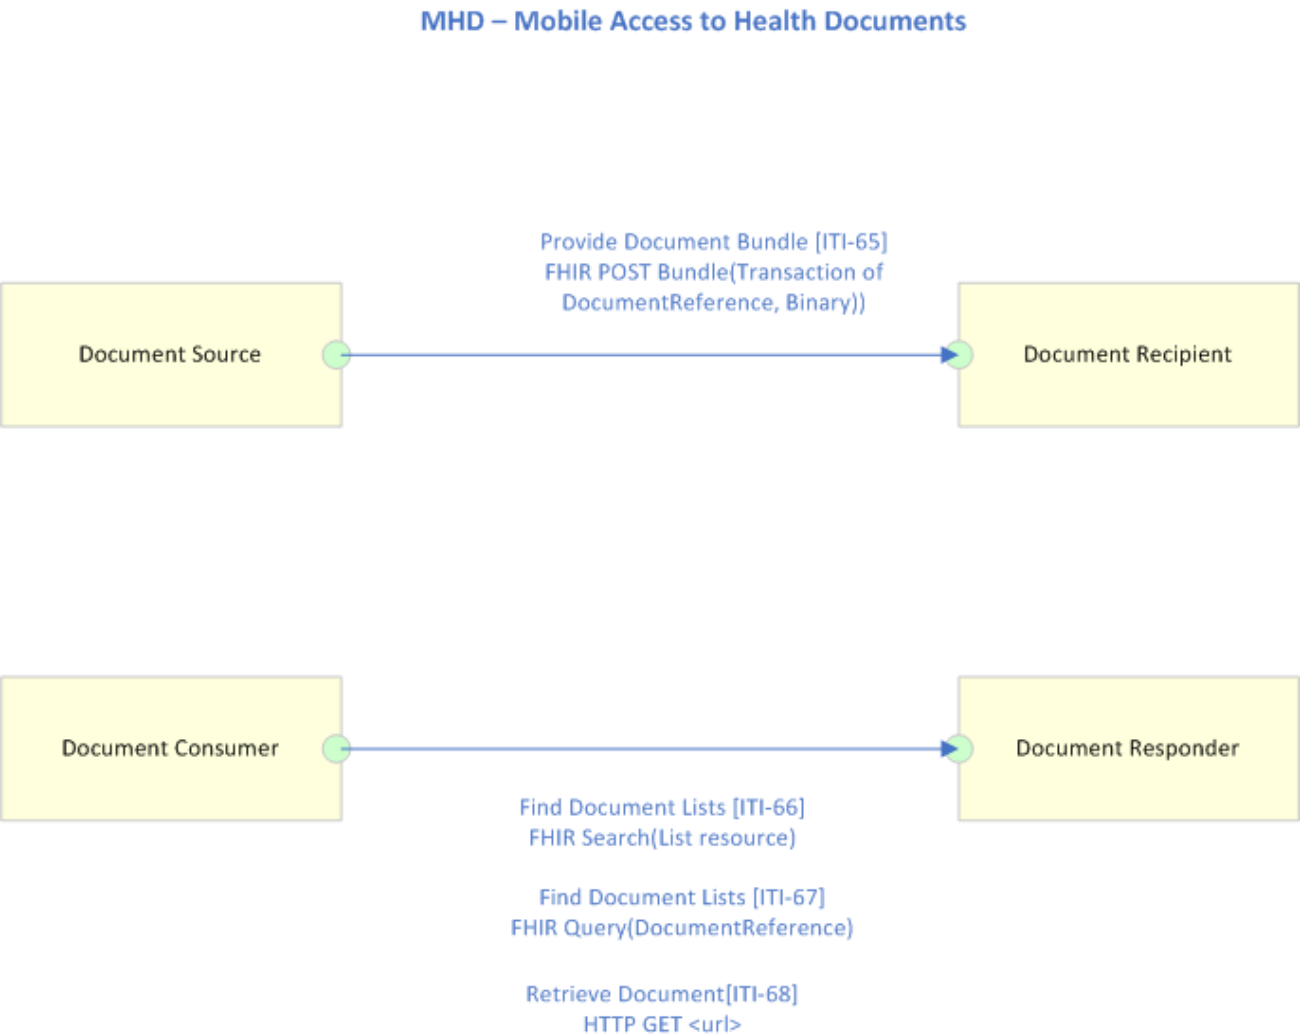 MHD – Mobile Access to Health Documents
Provide Document Bundle [ITI-65]
FHIR POST Bundle(Transaction of
DocumentReference, Binary))
Document Source
Document Recipient
Document Consumer
Document Responder
Find Document Lists [ITI-66]
FHIR Search(List resource)
Find Document Lists [ITI-67]
FHIR Query(DocumentReference)
Retrieve Document[ITI-68]
HTTP GET <url>